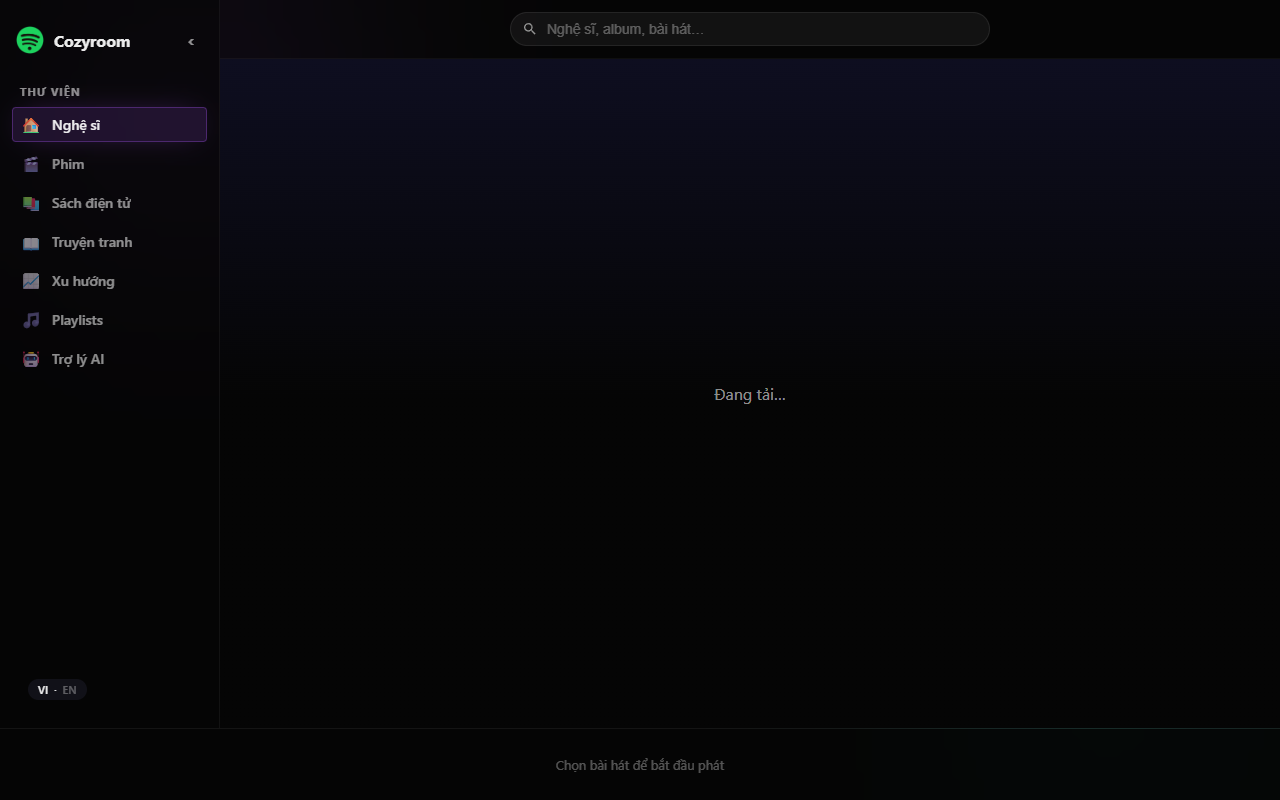 Cozyroom
‹
Nghệ sĩ, album, bài hát...
THƯ VIỆN
Nghệ sĩ
Phim
Sách điện tử
Truyện tranh
Xu hướng
Playlists
Trợ lý AI
Đang tải...
VI · EN
Chọn bài hát để bắt đầu phát